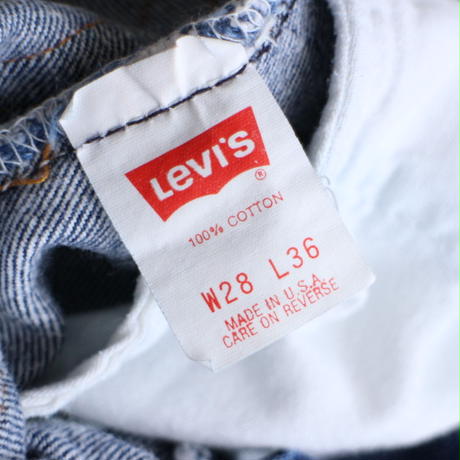 Levi's
®
100% COTTON
W28 L36
MADE IN U.S.A.
CARE ON REVERSE